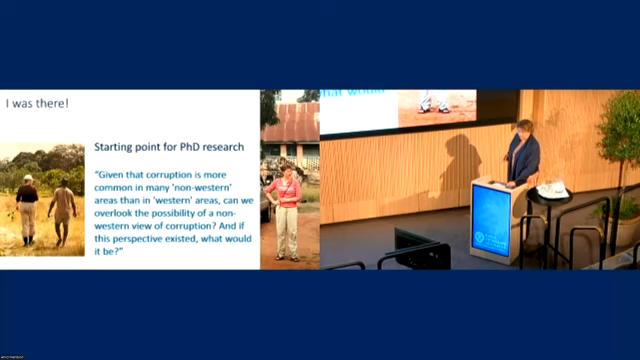 I was there!
Starting point for PhD research
“Given that corruption is more
common in many 'non-western'
areas than in 'western' areas, can we
overlook the possibility of a non-
western view of corruption? And if
this perspective existed, what would
it be?”
what would